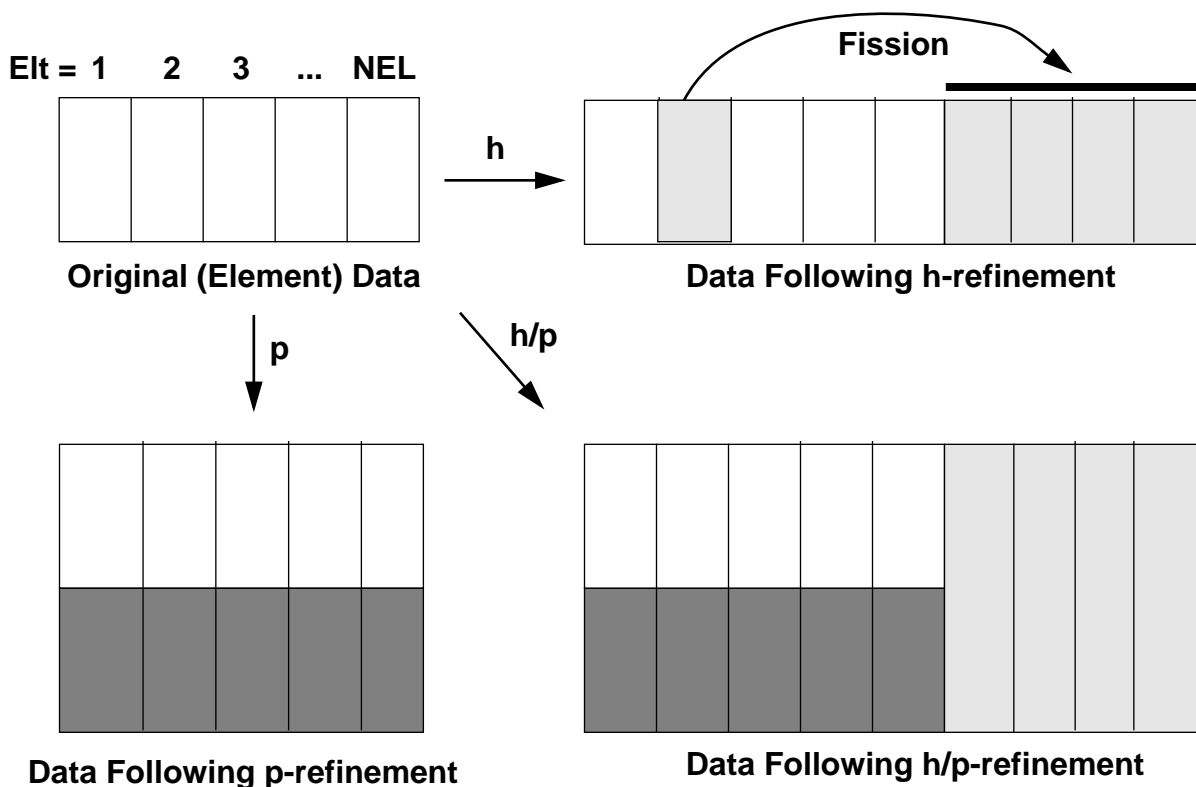 Fission
Elt = 1 2 3 ... NEL
h
Original (Element) Data
Data Following h-refinement
p
h/p
Data Following p-refinement
Data Following h/p-refinement